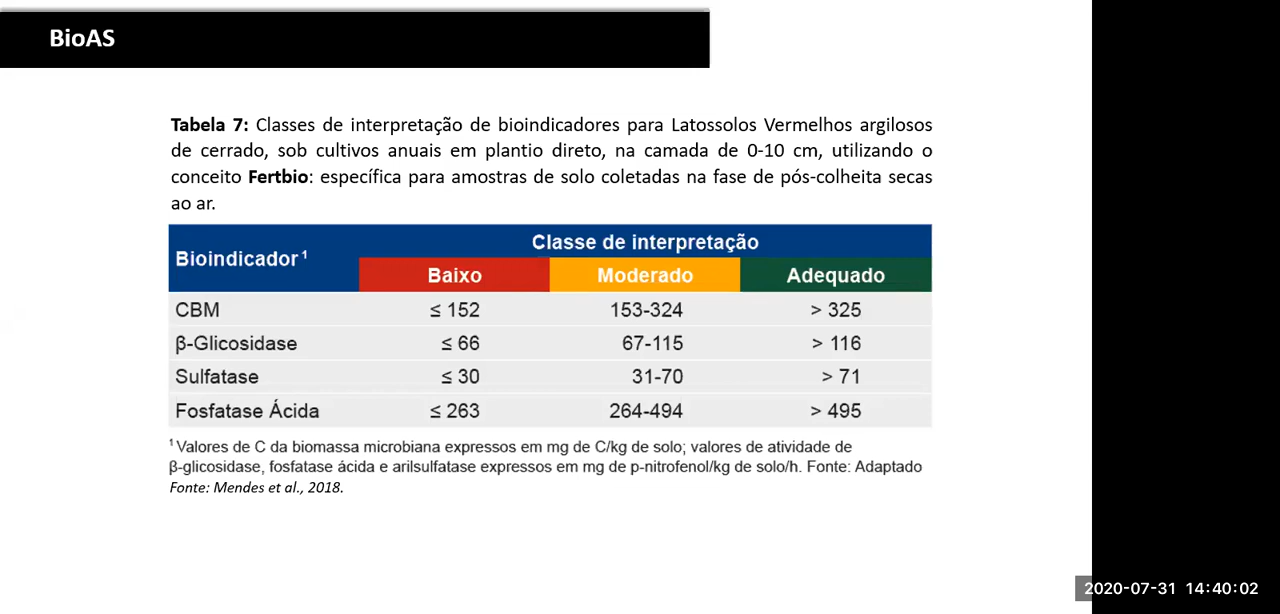 BioAS
Tabela 7: Classes de interpretação de bioindicadores para Latossolos Vermelhos argilosos
de cerrado, sob cultivos anuais em plantio direto, na camada de 0-10 cm, utilizando o
conceito Fertbio: específica para amostras de solo coletadas na fase de pós-colheita secas
ao ar.
Bioindicador¹ Classe de interpretação
Baixo Moderado Adequado
CBM ≤ 152 153-324 > 325
β-Glicosidase ≤ 66 67-115 > 116
Sulfatase ≤ 30 31-70 > 71
Fosfatase Ácida ≤ 263 264-494 > 495
¹Valores de C da biomassa microbiana expressos em mg de C/kg de solo; valores de atividade de
β-glicosidase, fosfatase ácida e arilsulfatase expressos em mg de p-nitrofenol/kg de solo/h. Fonte: Adaptado
Fonte: Mendes et al., 2018.
2020-07-31 14:40:02